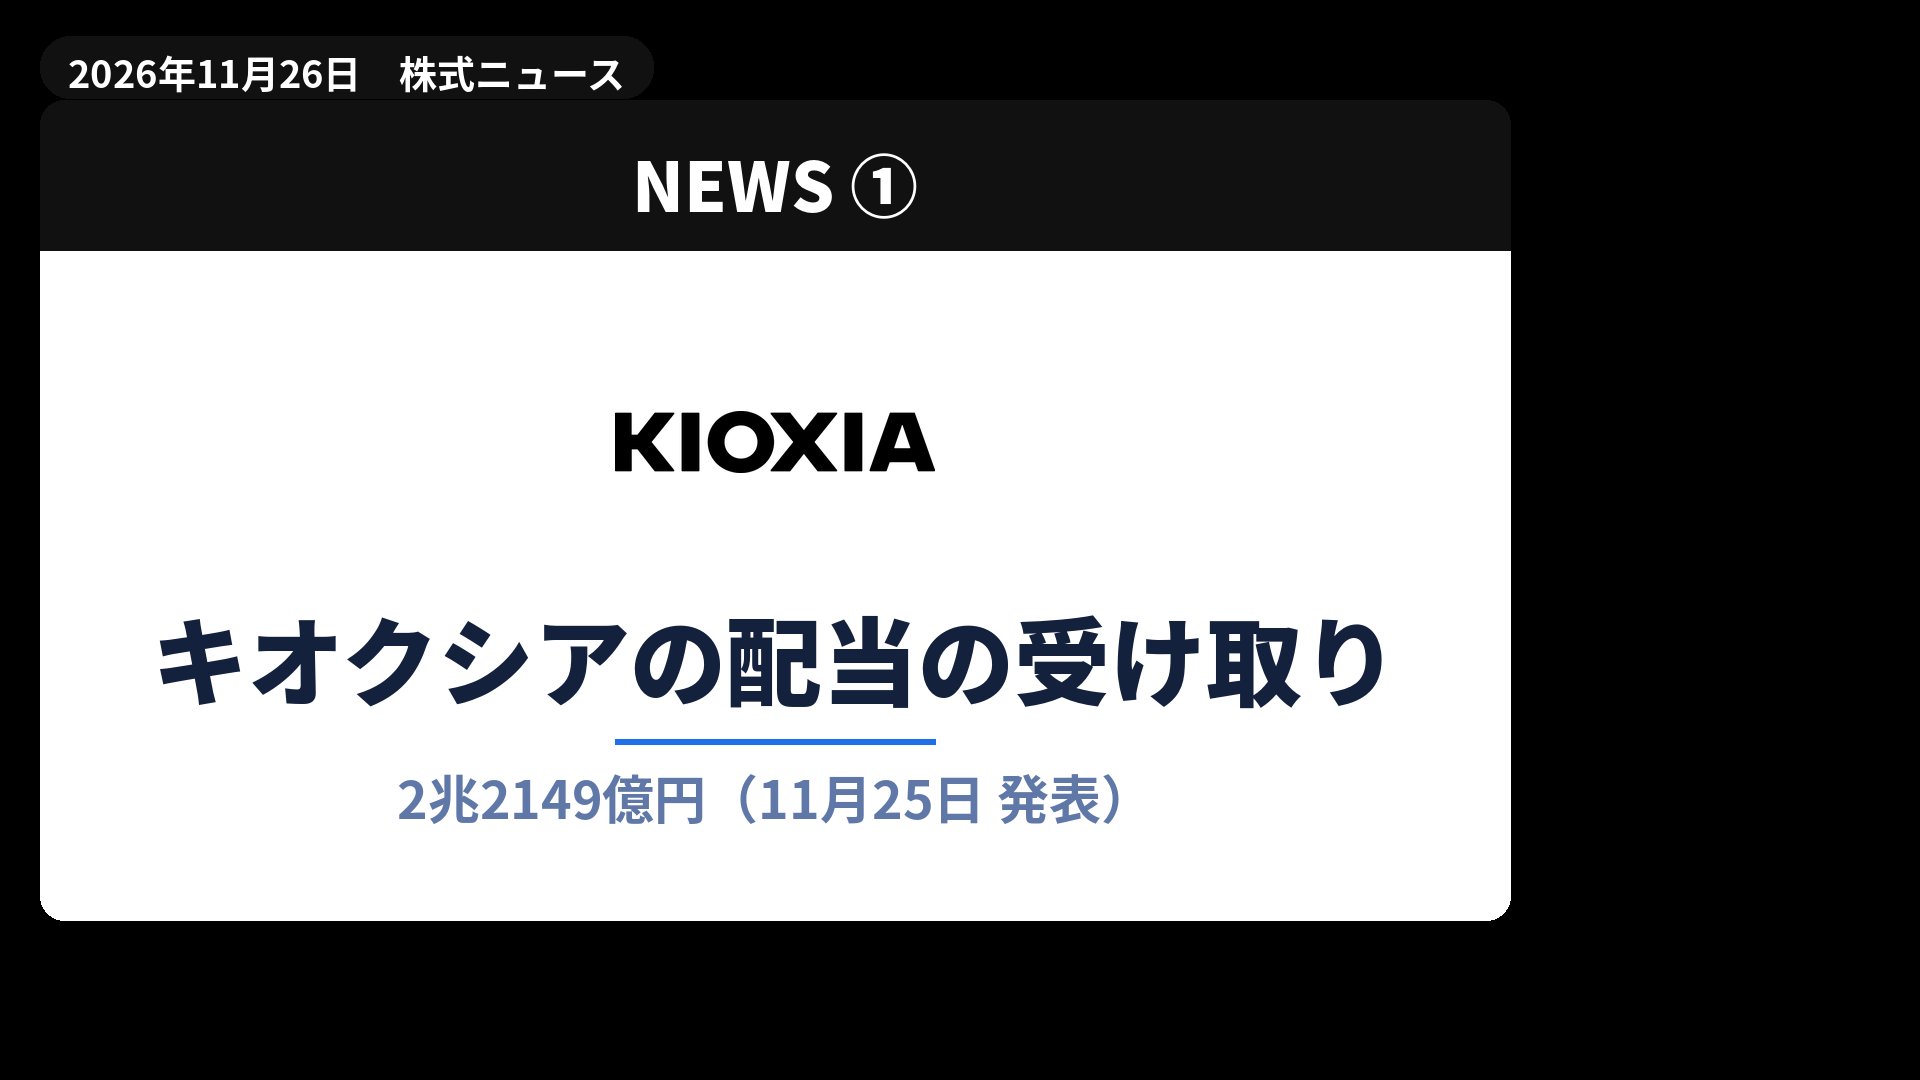 2026年11月26日　株式ニュース
NEWS ①
KIOXIA
キオクシアの配当の受け取り
2兆2149億円（11月25日 発表）